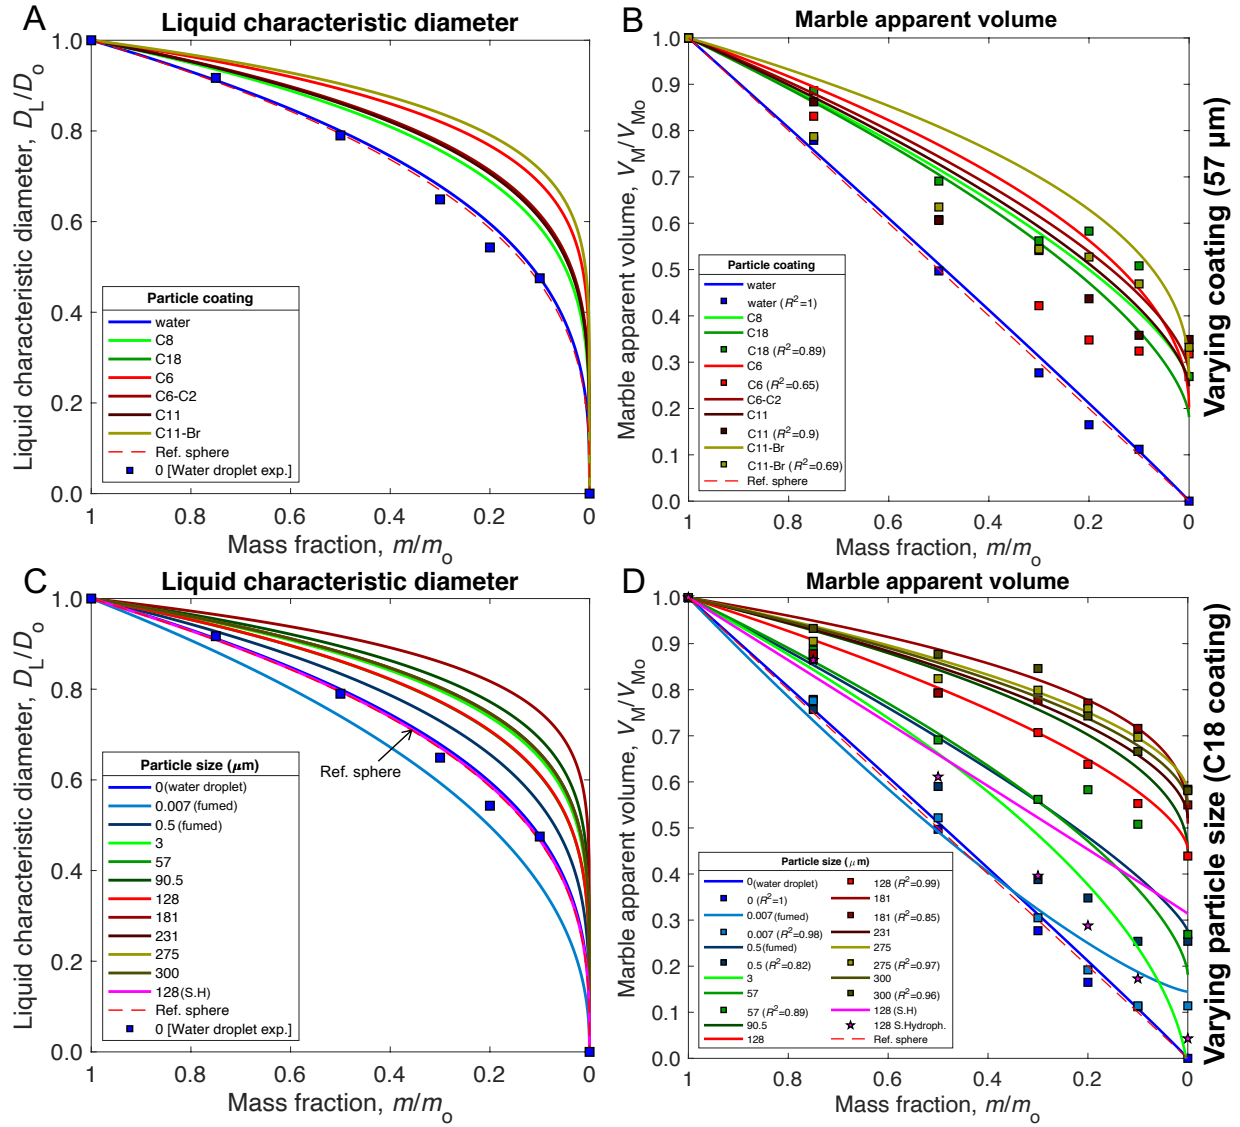 A
Liquid characteristic diameter
Liquid characteristic diameter, D_L/D_o
1.0
0.8
0.6
0.4
0.2
0.0
Particle coating
water
C8
C18
C6
C6-C2
C11
C11-Br
Ref. sphere
0 [Water droplet exp.]
1
0.8
0.6
0.4
0.2
0
Mass fraction, m/m_o
B
Marble apparent volume
Marble apparent volume, V_M/V_Mo
1.0
0.9
0.8
0.7
0.6
0.5
0.4
0.3
0.2
0.1
0.0
Particle coating
water
water (R²=1)
C8
C18
C18 (R²=0.89)
C6
C6 (R²=0.65)
C6-C2
C11
C11 (R²=0.9)
C11-Br
C11-Br (R²=0.69)
Ref. sphere
1
0.8
0.6
0.4
0.2
0
Mass fraction, m/m_o
Varying coating (57 μm)
C
Liquid characteristic diameter
Liquid characteristic diameter, D_L/D_o
1.0
0.8
0.6
0.4
0.2
0.0
Ref. sphere
Particle size (μm)
0(water droplet)
0.007 (fumed)
0.5 (fumed)
3
57
90.5
128
181
231
275
300
128(S.H)
Ref. sphere
0 [Water droplet exp.]
1
0.8
0.6
0.4
0.2
0
Mass fraction, m/m_o
D
Marble apparent volume
Marble apparent volume, V_M/V_Mo
1.0
0.9
0.8
0.7
0.6
0.5
0.4
0.3
0.2
0.1
0.0
Particle size (μm)
0(water droplet)
0 (R²=1)
0.007 (fumed)
0.007 (R²=0.98)
0.5(fumed)
0.5 (R²=0.82)
3
57
57 (R²=0.89)
90.5
128
128 (R²=0.99)
181
181 (R²=0.85)
231
275
275 (R²=0.97)
300
300 (R²=0.96)
128 (S.H)
128 S.Hydroph.
Ref. sphere
1
0.8
0.6
0.4
0.2
0
Mass fraction, m/m_o
Varying particle size (C18 coating)